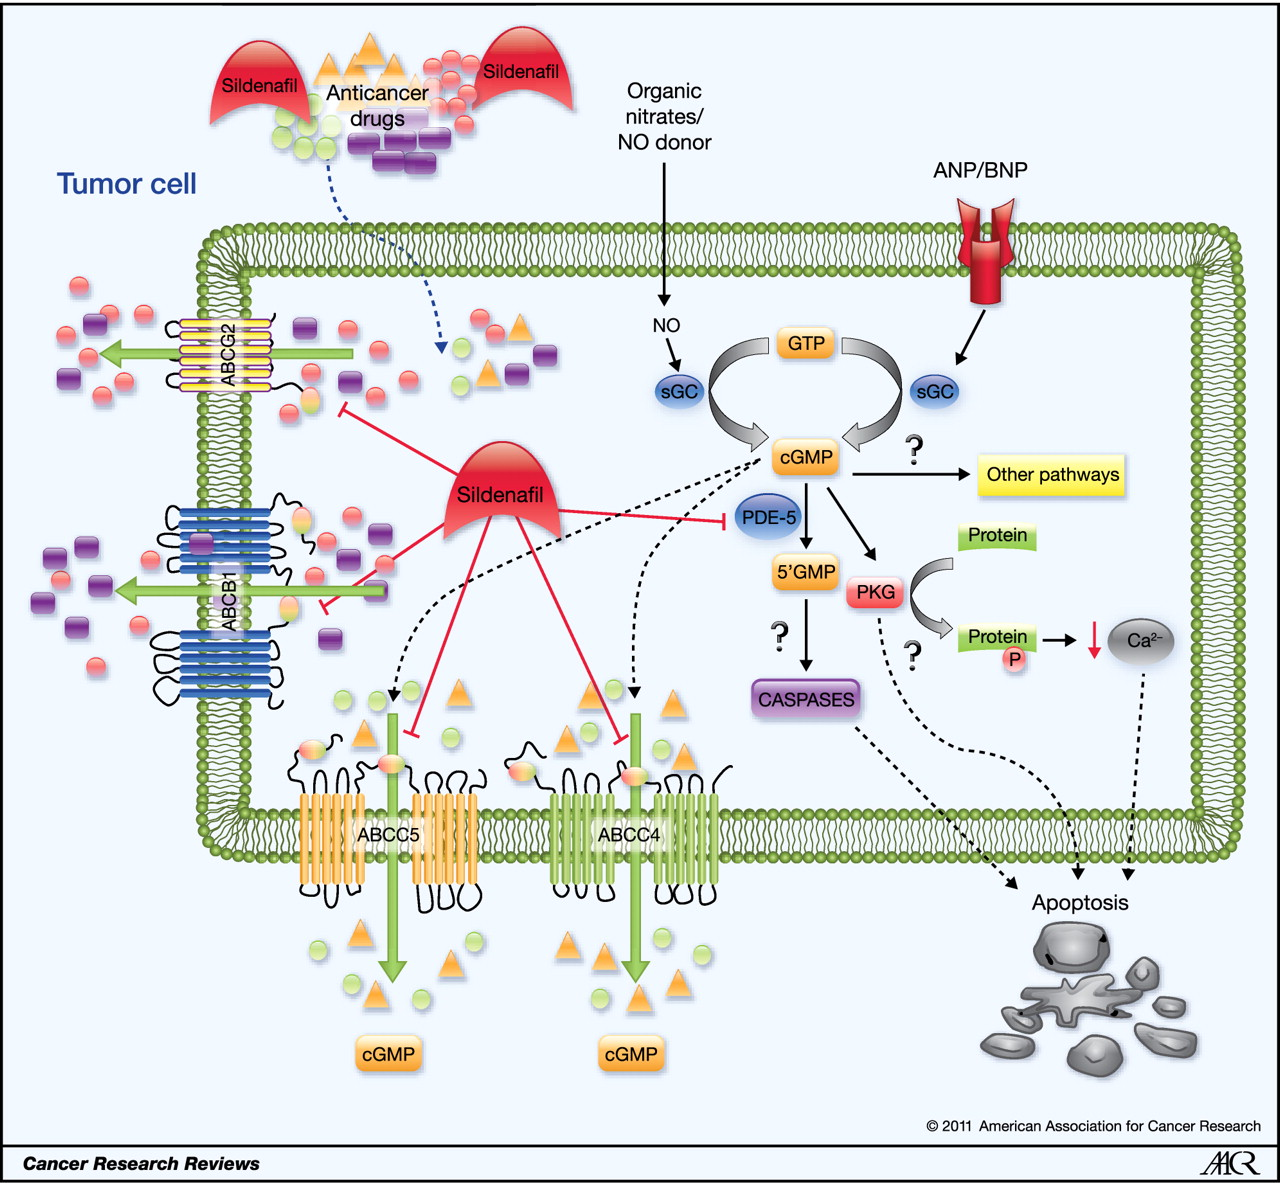 Sildenafil
Anticancer
drugs
Sildenafil
Organic
nitrates/
NO donor
ANP/BNP
Tumor cell
NO
GTP
sGC
sGC
ABCG2
cGMP
?
Other pathways
Sildenafil
PDE-5
Protein
5'GMP
PKG
ABCB1
?
?
Protein
P
Ca²⁻
CASPASES
ABCC5
ABCC4
Apoptosis
cGMP
cGMP
© 2011 American Association for Cancer Research
Cancer Research Reviews
AACR